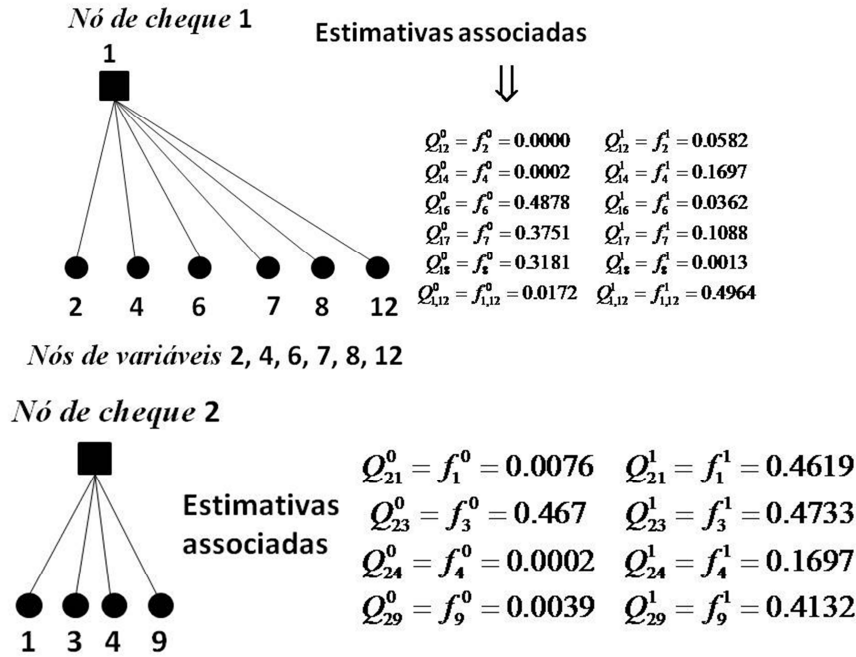 Nó de cheque 1
1
Estimativas associadas
⇓
Q⁰₁₂ = f⁰₂ = 0.0000 Q¹₁₂ = f¹₂ = 0.0582
Q⁰₁₄ = f⁰₄ = 0.0002 Q¹₁₄ = f¹₄ = 0.1697
Q⁰₁₆ = f⁰₆ = 0.4878 Q¹₁₆ = f¹₆ = 0.0362
Q⁰₁₇ = f⁰₇ = 0.3751 Q¹₁₇ = f¹₇ = 0.1088
Q⁰₁₈ = f⁰₈ = 0.3181 Q¹₁₈ = f¹₈ = 0.0013
Q⁰₁,₁₂ = f⁰₁,₁₂ = 0.0172 Q¹₁,₁₂ = f¹₁,₁₂ = 0.4964
2 4 6 7 8 12
Nós de variáveis 2, 4, 6, 7, 8, 12
Nó de cheque 2
Estimativas
associadas
Q⁰₂₁ = f⁰₁ = 0.0076 Q¹₂₁ = f¹₁ = 0.4619
Q⁰₂₃ = f⁰₃ = 0.467 Q¹₂₃ = f¹₃ = 0.4733
Q⁰₂₄ = f⁰₄ = 0.0002 Q¹₂₄ = f¹₄ = 0.1697
Q⁰₂₉ = f⁰₉ = 0.0039 Q¹₂₉ = f¹₉ = 0.4132
1 3 4 9